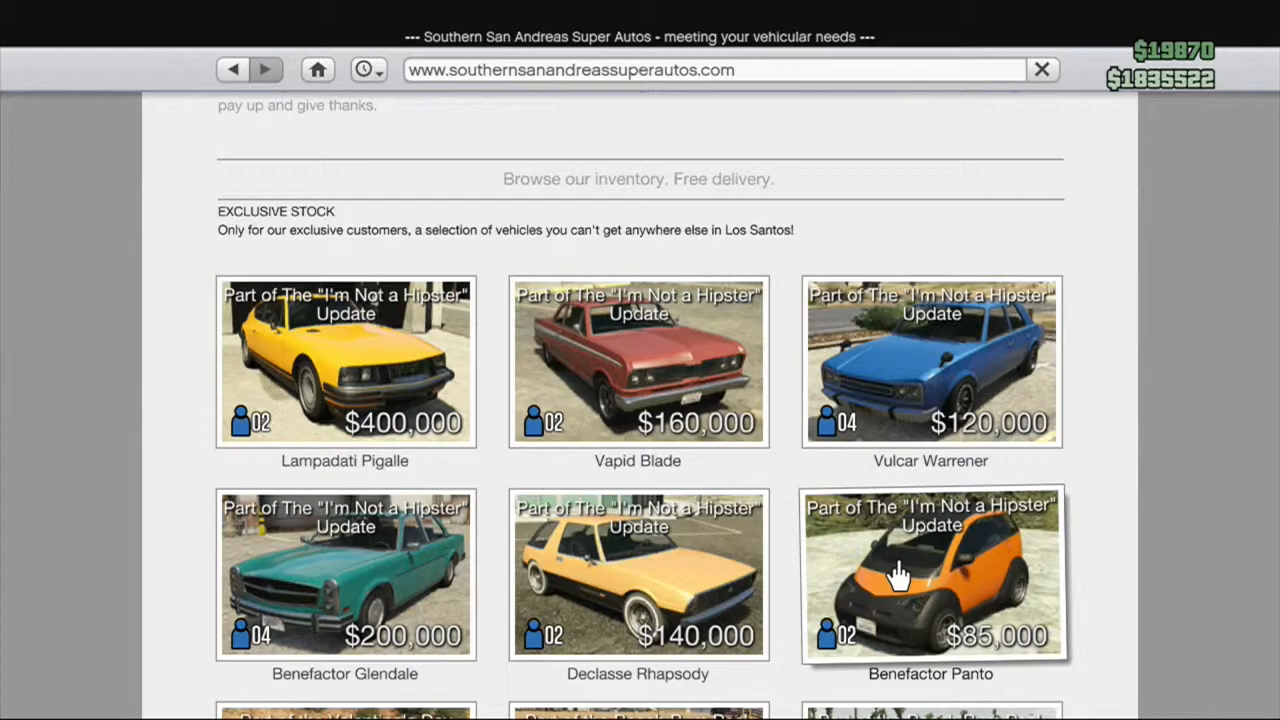 --- Southern San Andreas Super Autos - meeting your vehicular needs ---
$19870
www.southernsanandreassuperautos.com
$1835522
pay up and give thanks.
Browse our inventory. Free delivery.
EXCLUSIVE STOCK
Only for our exclusive customers, a selection of vehicles you can't get anywhere else in Los Santos!
Part of The "I'm Not a Hipster"
Update
02 $400,000
Lampadati Pigalle
Part of The "I'm Not a Hipster"
Update
02 $160,000
Vapid Blade
Part of The "I'm Not a Hipster"
Update
04 $120,000
Vulcar Warrener
Part of The "I'm Not a Hipster"
Update
04 $200,000
Benefactor Glendale
Part of The "I'm Not a Hipster"
Update
02 $140,000
Declasse Rhapsody
Part of The "I'm Not a Hipster"
Update
02 $85,000
Benefactor Panto